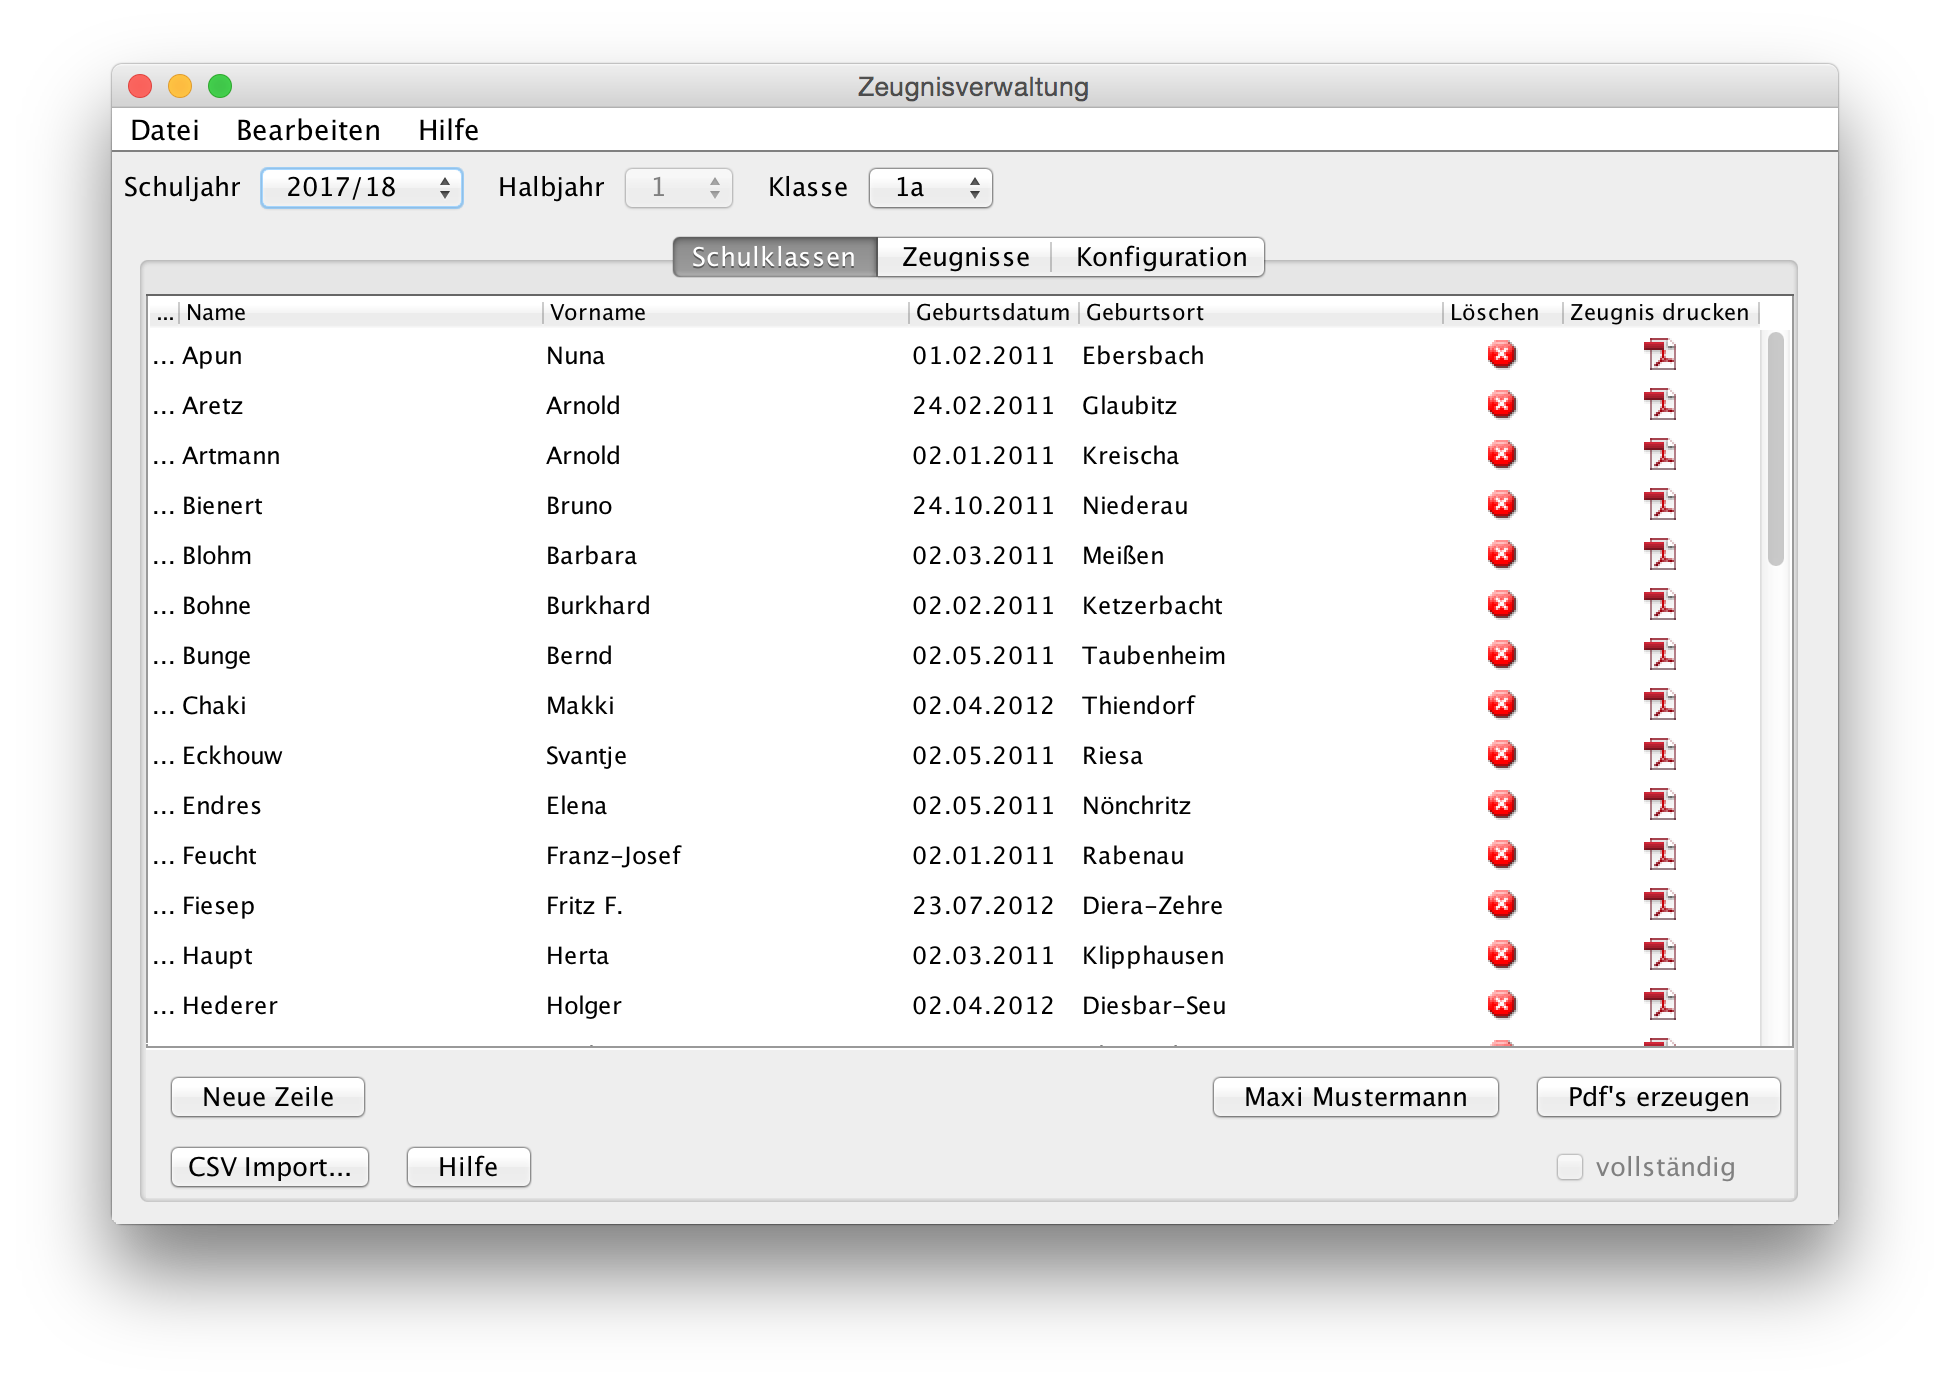 Zeugnisverwaltung
Datei Bearbeiten Hilfe
Schuljahr 2017/18 Halbjahr 1 Klasse 1a
Schulklassen Zeugnisse Konfiguration
... Name Vorname Geburtsdatum Geburtsort Löschen Zeugnis drucken
... Apun Nuna 01.02.2011 Ebersbach
... Aretz Arnold 24.02.2011 Glaubitz
... Artmann Arnold 02.01.2011 Kreischa
... Bienert Bruno 24.10.2011 Niederau
... Blohm Barbara 02.03.2011 Meißen
... Bohne Burkhard 02.02.2011 Ketzerbacht
... Bunge Bernd 02.05.2011 Taubenheim
... Chaki Makki 02.04.2012 Thiendorf
... Eckhouw Svantje 02.05.2011 Riesa
... Endres Elena 02.05.2011 Nönchritz
... Feucht Franz-Josef 02.01.2011 Rabenau
... Fiesep Fritz F. 23.07.2012 Diera-Zehre
... Haupt Herta 02.03.2011 Klipphausen
... Hederer Holger 02.04.2012 Diesbar-Seu
Neue Zeile Maxi Mustermann Pdf's erzeugen
CSV Import... Hilfe vollständig